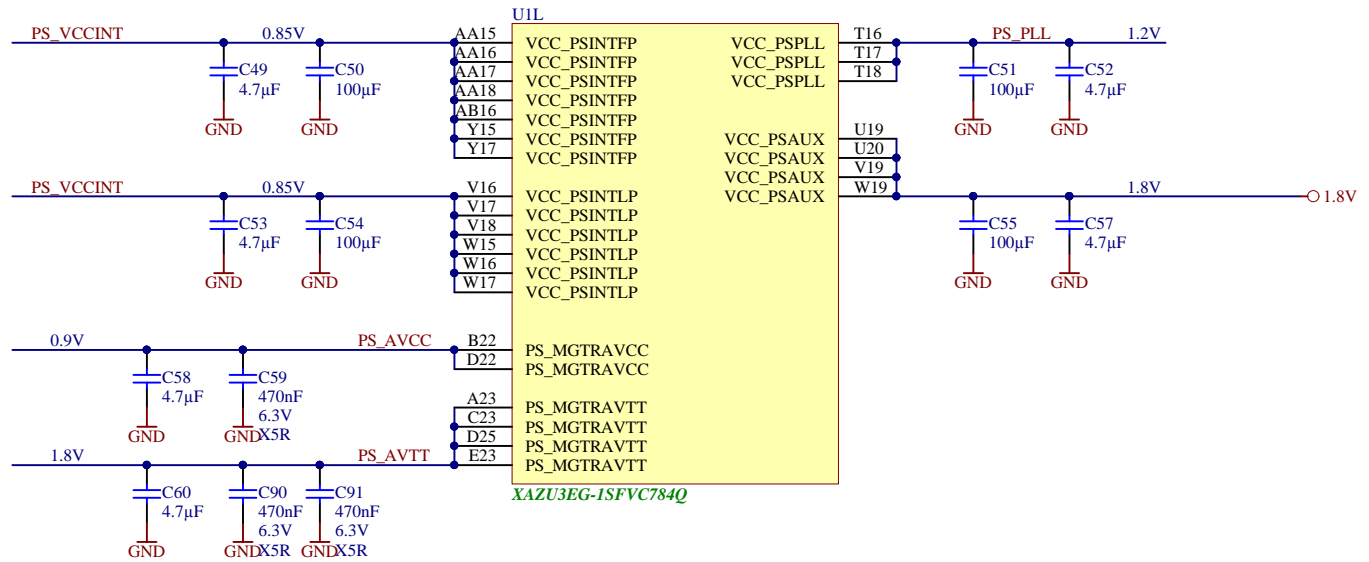 U1L
PS_VCCINT 0.85V AA15 VCC_PSINTFP VCC_PSPLL T16 PS_PLL 1.2V
AA16 VCC_PSINTFP VCC_PSPLL T17
C49 C50 AA17 VCC_PSINTFP VCC_PSPLL T18 C51 C52
4.7µF 100µF AA18 VCC_PSINTFP 100µF 4.7µF
AB16 VCC_PSINTFP
GND GND Y15 VCC_PSINTFP VCC_PSAUX U19 GND GND
Y17 VCC_PSINTFP VCC_PSAUX U20
VCC_PSAUX V19
PS_VCCINT 0.85V V16 VCC_PSINTLP VCC_PSAUX W19 1.8V 1.8V
V17 VCC_PSINTLP
C53 C54 V18 VCC_PSINTLP C55 C57
4.7µF 100µF W15 VCC_PSINTLP 100µF 4.7µF
W16 VCC_PSINTLP
GND GND W17 VCC_PSINTLP GND GND
0.9V PS_AVCC B22 PS_MGTRAVCC
D22 PS_MGTRAVCC
C58 C59
4.7µF 470nF
6.3V
GND GND X5R
A23 PS_MGTRAVTT
C23 PS_MGTRAVTT
D25 PS_MGTRAVTT
1.8V PS_AVTT E23 PS_MGTRAVTT
XAZU3EG-1SFVC784Q
C60 C90 C91
4.7µF 470nF 470nF
6.3V 6.3V
GND GND X5R GND X5R